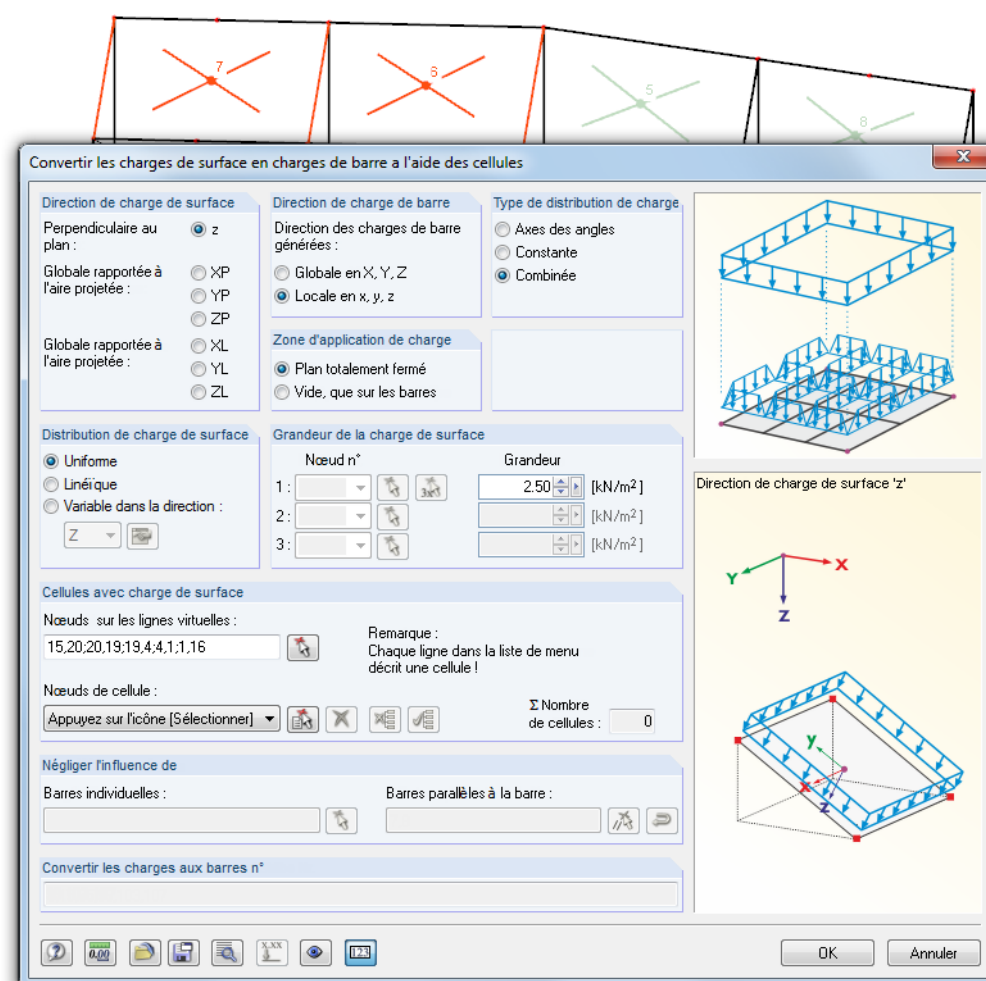 7
6
5
8
Convertir les charges de surface en charges de barre a l'aide des cellules
x
Direction de charge de surface
Perpendiculaire au
plan :
z
Globale rapportée à
l'aire projetée :
XP
YP
ZP
Globale rapportée à
l'aire projetée :
XL
YL
ZL
Direction de charge de barre
Direction des charges de barre
générées :
Globale en X, Y, Z
Locale en x, y, z
Type de distribution de charge
Axes des angles
Constante
Combinée
Zone d'application de charge
Plan totalement fermé
Vide, que sur les barres
Distribution de charge de surface
Uniforme
Linéïque
Variable dans la direction :
Z
Grandeur de la charge de surface
Nœud n°
Grandeur
1 :
3x3
2.50
[kN/m²]
2 :
[kN/m²]
3 :
[kN/m²]
Direction de charge de surface 'z'
Y
X
Z
y
x
z
Cellules avec charge de surface
Nœuds sur les lignes virtuelles :
15,20;20,19;19,4;4,1;1,16
Remarque :
Chaque ligne dans la liste de menu
décrit une cellule !
Nœuds de cellule :
Appuyez sur l'icône [Sélectionner]
Σ Nombre
de cellules :
0
Négliger l'influence de
Barres individuelles :
Barres parallèles à la barre :
Convertir les charges aux barres n°
?
0.00
x.xx
123
OK
Annuler